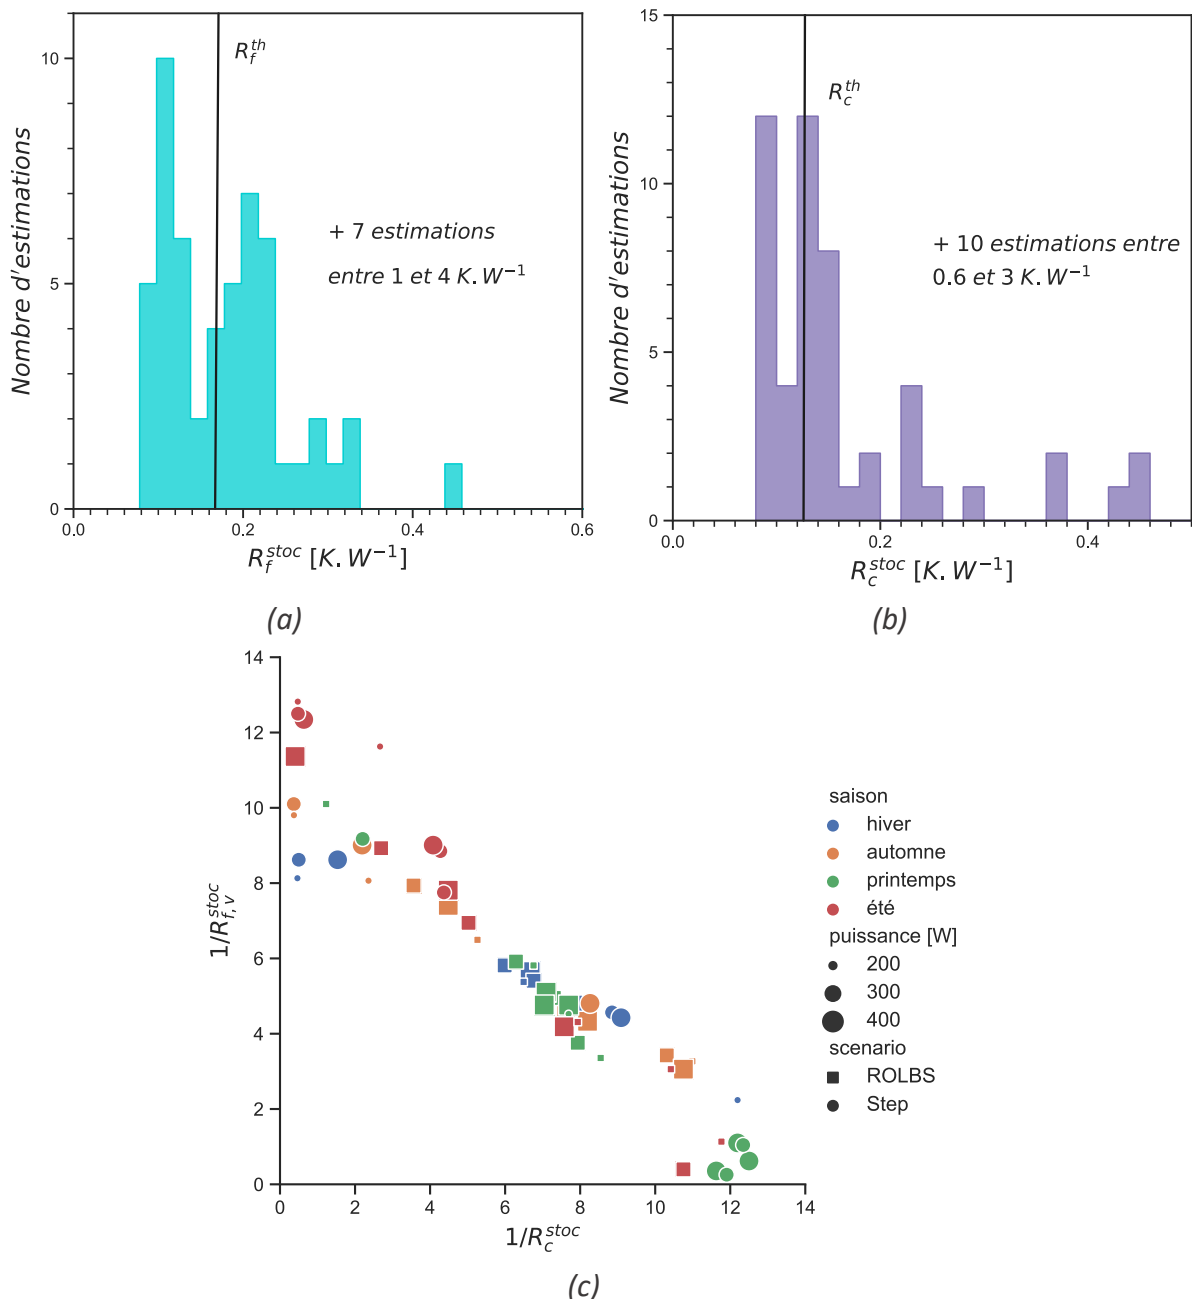 10
5
0
Nombre d'estimations
R_f^{th}
+ 7 estimations
entre 1 et 4 K.W⁻¹
0.0
0.2
0.4
0.6
R_f^{stoc} [K.W⁻¹]
(a)
15
10
5
0
Nombre d'estimations
R_c^{th}
+ 10 estimations entre
0.6 et 3 K.W⁻¹
0.0
0.2
0.4
R_c^{stoc} [K.W⁻¹]
(b)
14
12
10
8
6
4
2
0
1/R_{f,v}^{stoc}
0
2
4
6
8
10
12
14
1/R_c^{stoc}
saison
hiver
automne
printemps
été
puissance [W]
200
300
400
scenario
ROLBS
Step
(c)